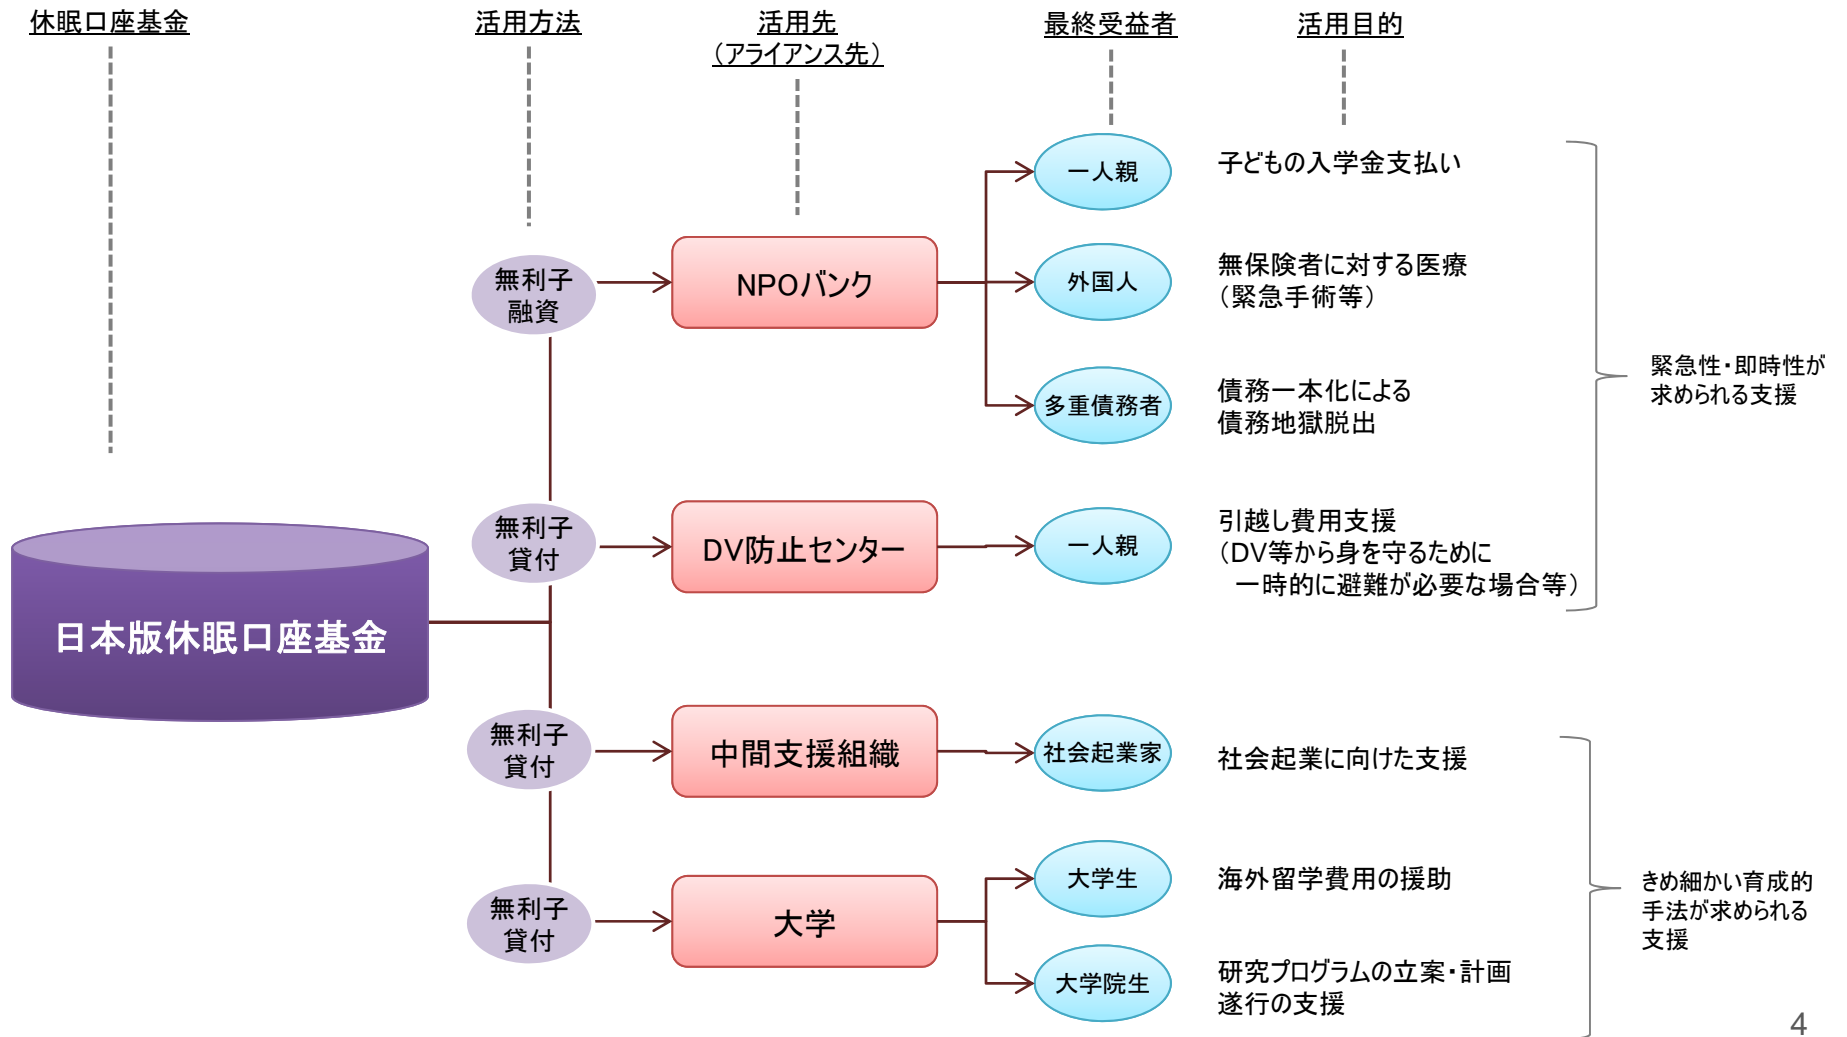 休眠口座基金
活用方法
活用先
（アライアンス先）
最終受益者
活用目的
日本版休眠口座基金
無利子
融資
NPOバンク
一人親
子どもの入学金支払い
外国人
無保険者に対する医療
（緊急手術等）
多重債務者
債務一本化による
債務地獄脱出
無利子
貸付
DV防止センター
一人親
引越し費用支援
（DV等から身を守るために
一時的に避難が必要な場合等）
緊急性・即時性が
求められる支援
無利子
貸付
中間支援組織
社会起業家
社会起業に向けた支援
無利子
貸付
大学
大学生
海外留学費用の援助
大学院生
研究プログラムの立案・計画
遂行の支援
きめ細かい育成的
手法が求められる
支援
4